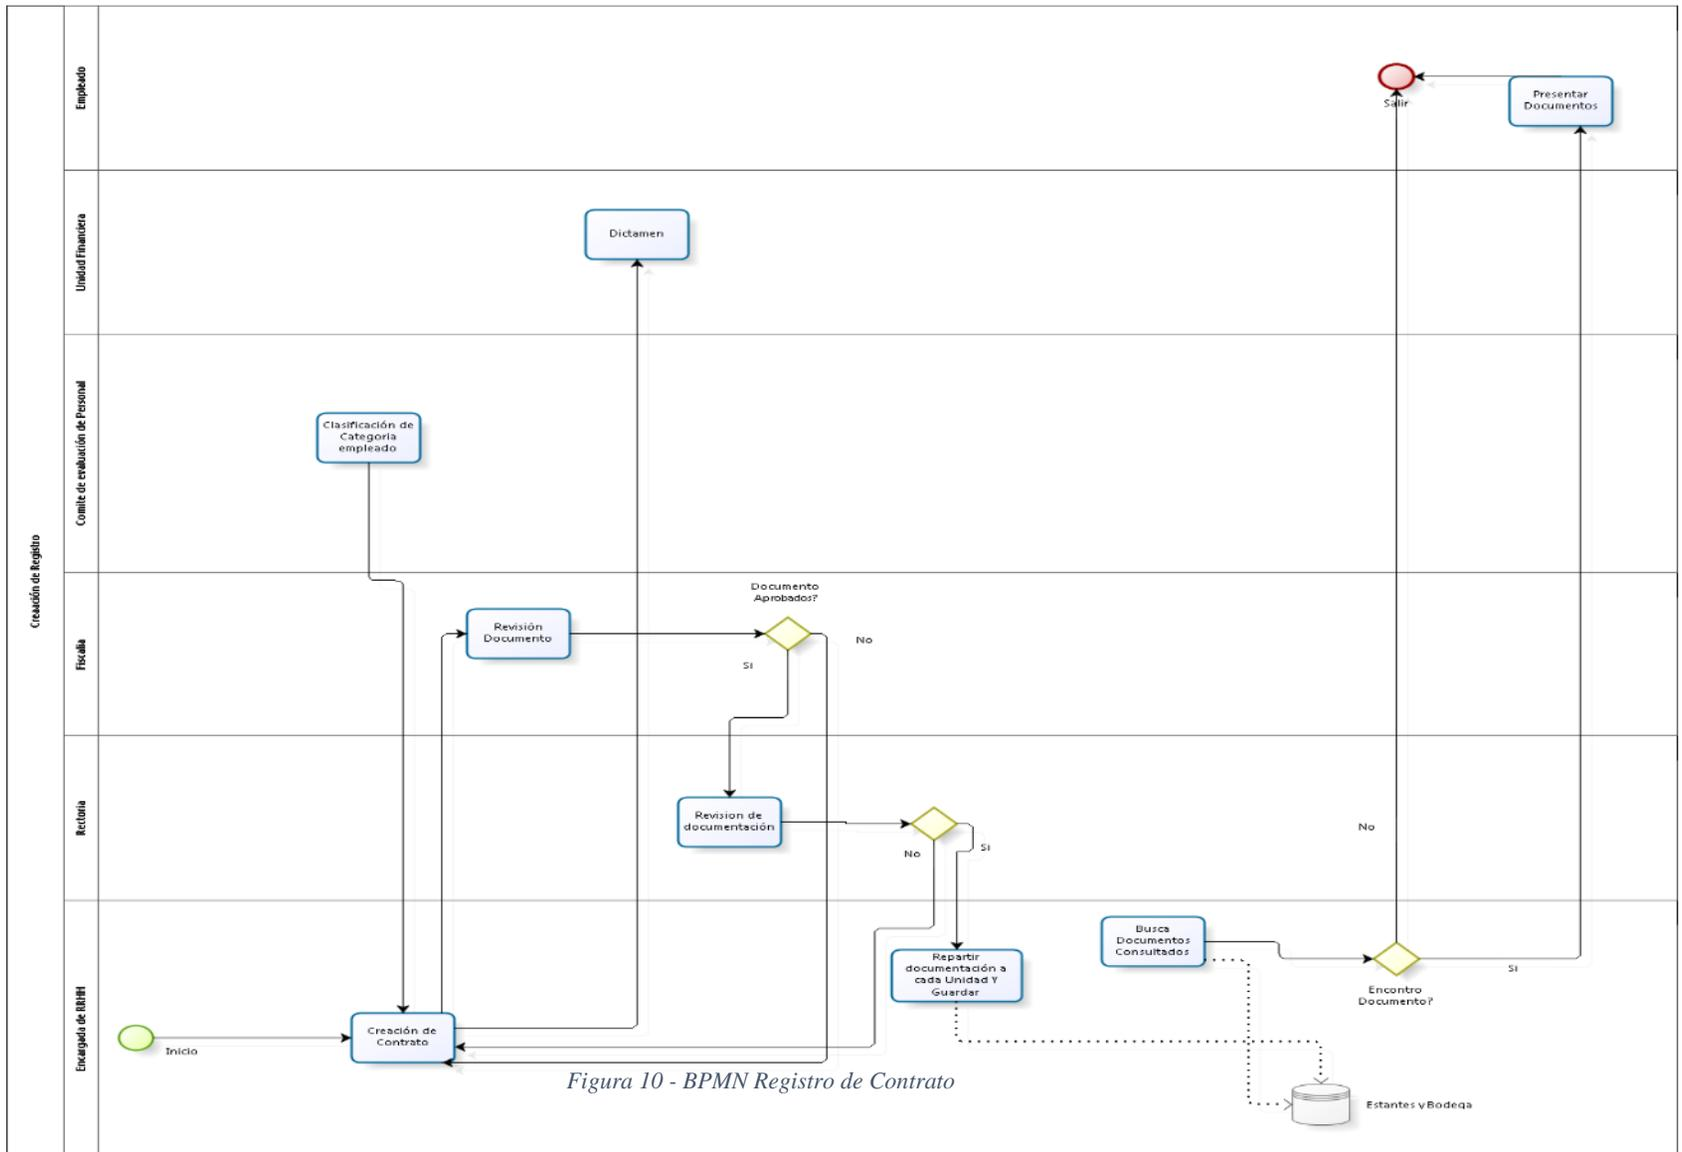 Creaación de Registro
Empleado
Salir
Presentar
Documentos
Unidad Financiera
Dictamen
Comite de evaluación de Personal
Clasificación de
Categoria
empleado
Fiscalia
Revisión
Documento
Documento
Aprobados?
No
Si
Rectoria
Revision de
documentación
No
Si
No
Encargada de RRHH
Inicio
Creación de
Contrato
Repartir
documentación a
cada Unidad Y
Guardar
Busca
Documentos
Consultados
Encontro
Documento?
Si
Estantes y Bodega
Figura 10 - BPMN Registro de Contrato